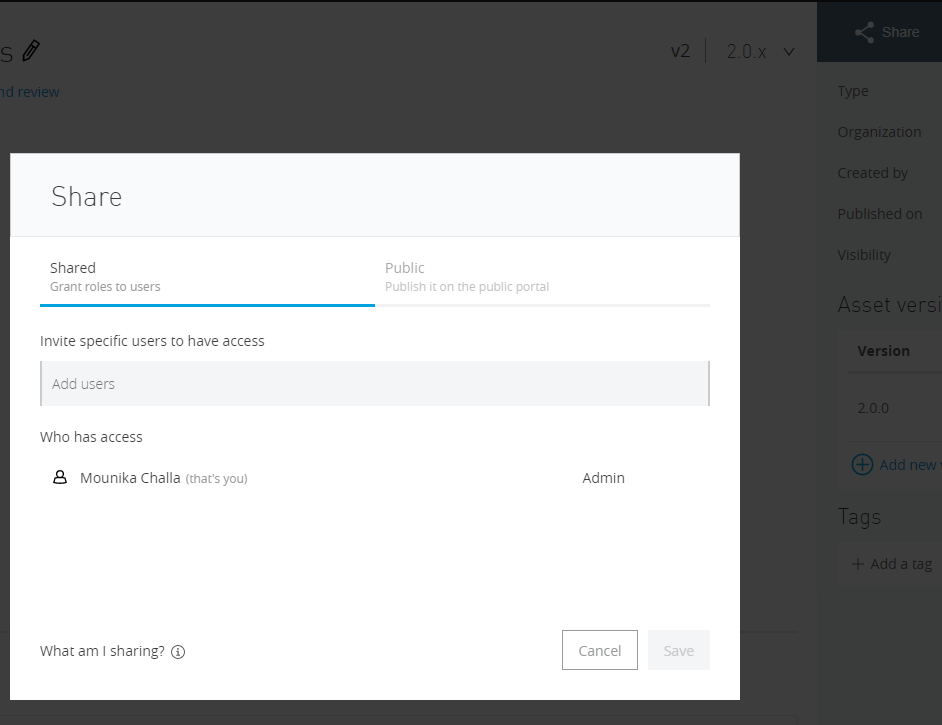 s
v2
2.0.x
Share
nd review
Type
Organization
Created by
Published on
Visibility
Asset versi
Version
2.0.0
Add new v
Tags
+ Add a tag
Share
Shared
Grant roles to users
Public
Publish it on the public portal
Invite specific users to have access
Add users
Who has access
Mounika Challa (that's you)
Admin
What am I sharing?
Cancel
Save